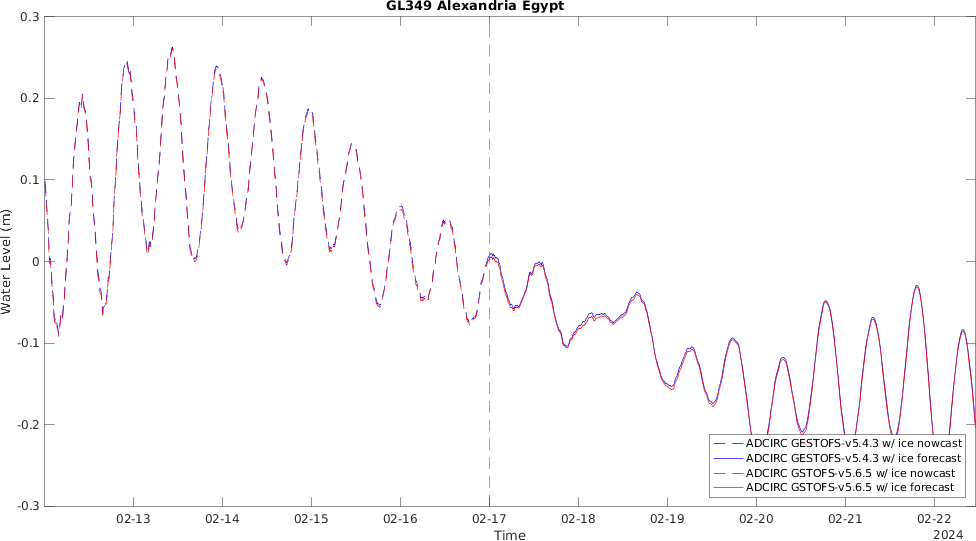 GL349 Alexandria Egypt
0.3
0.2
0.1
0
-0.1
-0.2
-0.3
Water Level (m)
02-13 02-14 02-15 02-16 02-17 02-18 02-19 02-20 02-21 02-22
Time
2024
ADCIRC GESTOFS-v5.4.3 w/ ice nowcast
ADCIRC GESTOFS-v5.4.3 w/ ice forecast
ADCIRC GSTOFS-v5.6.5 w/ ice nowcast
ADCIRC GSTOFS-v5.6.5 w/ ice forecast